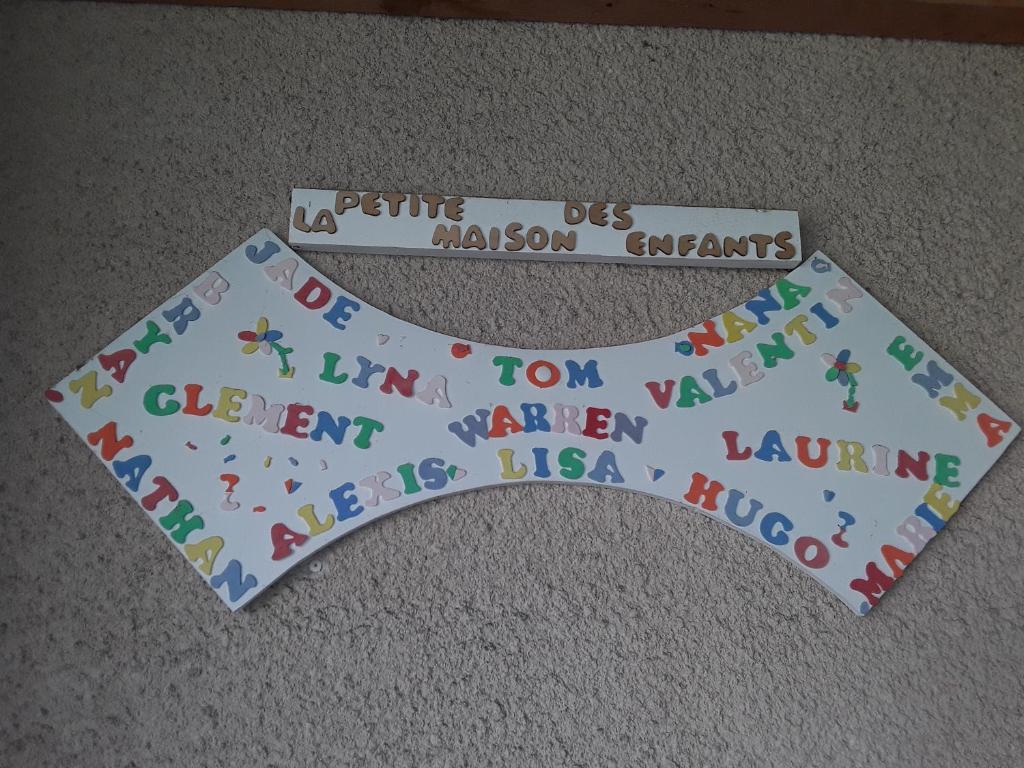 LA PETITE MAISON DES ENFANTS
JADE
BRYAN
LYNA
CLEMENT
NATHAN
ALEXIS
TOM
WARREN
LISA
NANA
VALENTIN
EMMA
LAURINE
HUGO
MARIE